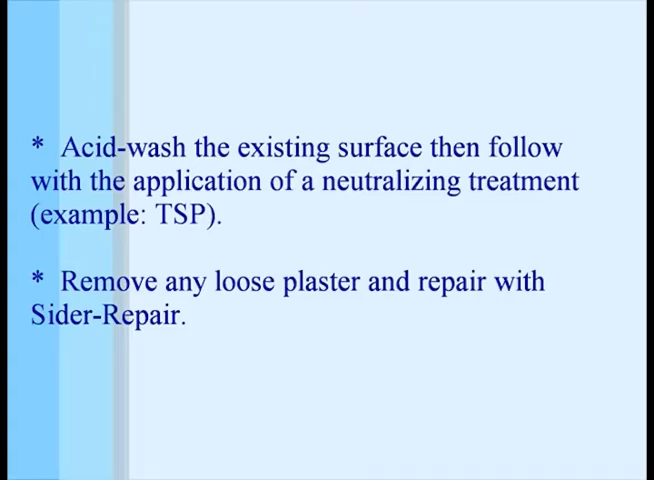 * Acid-wash the existing surface then follow
with the application of a neutralizing treatment
(example: TSP).
* Remove any loose plaster and repair with
Sider-Repair.